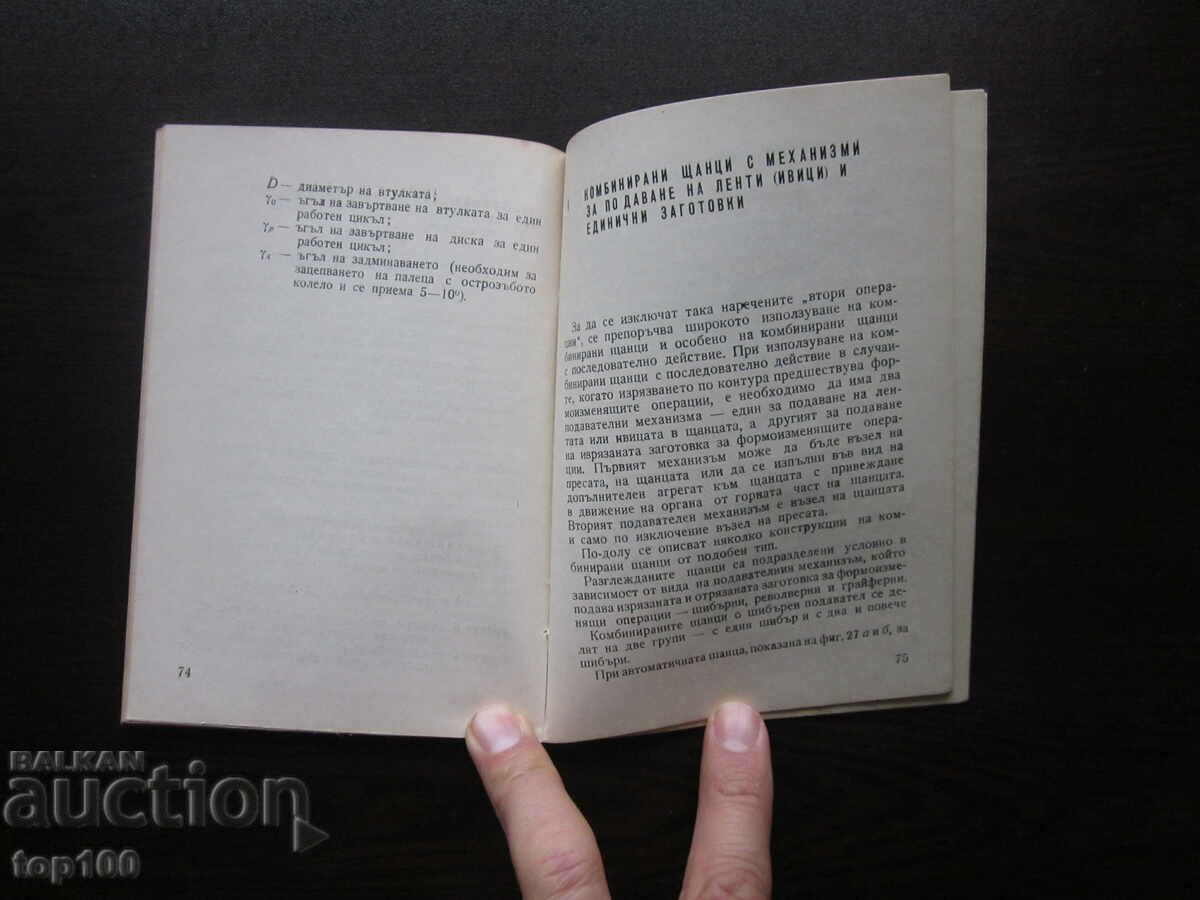 D — диаметър на втулката;
γ₀ — ъгъл на завъртване на втулката за един
работен цикъл;
γₚ — ъгъл на завъртване на диска за един
работен цикъл;
— ъгъл на задминаването (необходим за
зацепването на палеца с острозъбото
колело и се приема 5—10°).
74
КОМБИНИРАНИ ЩАНЦИ С МЕХАНИЗМИ
ЗА ПОДАВАНЕ НА ЛЕНТИ (ИВИЦИ) И
ЕДИНИЧНИ ЗАГОТОВКИ
За да се изключат така наречените „втори опера-
ции“, се препоръчва широкото използуване на ком-
бинирани щанци и особено на комбинирани щанци
с последователно действие. При използуване на ком-
бинирани щанци с последователно действие в случаи-
те, когато изрязването по контура предшествува фор-
моизменящите операции, е необходимо да има два
подавателни механизма — един за подаване на лен-
тата или ивицата в щанцата, а другият за подаване
на изрязаната заготовка за формоизменящите опера-
ции. Първият механизъм може да бъде възел на
пресата, на щанцата или да се изпълни във вид на
допълнителен агрегат към щанцата с привеждане
в движение на органа от горната част на щанцата.
Вторият подавателен механизъм е възел на щанцата
и само по изключение възел на пресата.
По-долу се описват няколко конструкции на ком-
бинирани щанци от подобен тип.
Разглежданите щанци са подразделени условно в
зависимост от вида на подавателния механизъм, който
подава изрязаната и отрязаната заготовка за формоизме-
нящи операции — шибърни, револверни и грайферни.
Комбинираните щанци с шибърен подавател се де-
лят на две групи — с един шибър и с два и повече
шибъри.
При автоматичната щанца, показана на фиг. 27 а и б, за
75
BALKAN
auction
top100